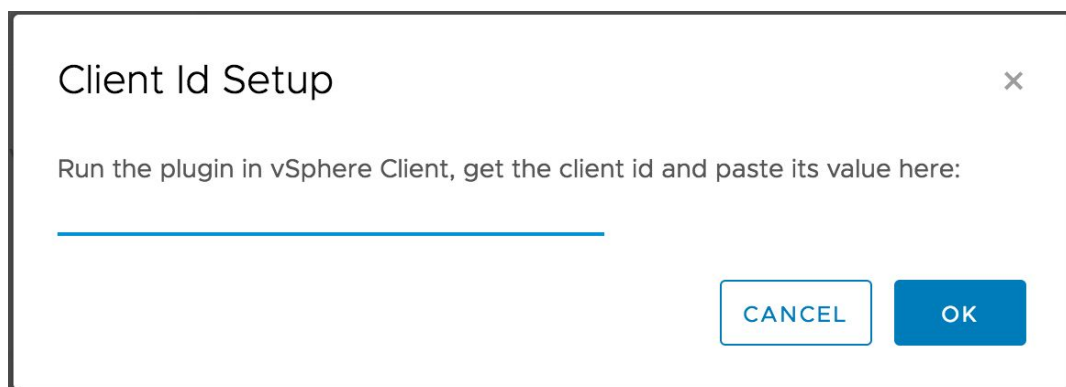 Client Id Setup
Run the plugin in vSphere Client, get the client id and paste its value here:
CANCEL
OK